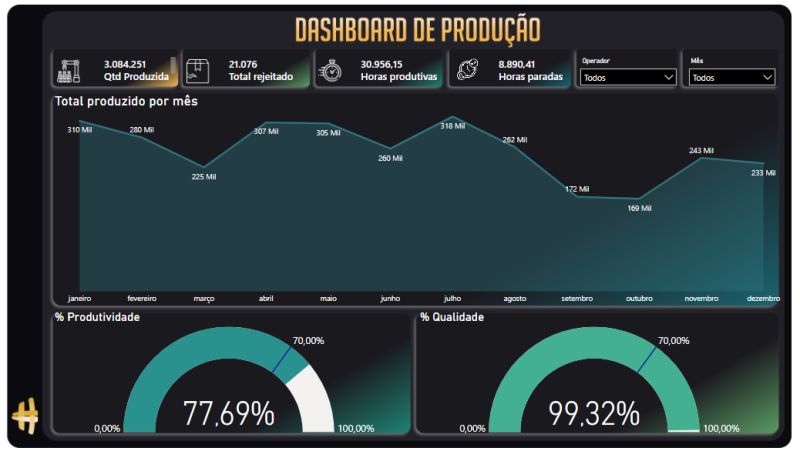 DASHBOARD DE PRODUÇÃO
3.084.251
Qtd Produzida
21.076
Total rejeitado
30.956,15
Horas produtivas
8.890,41
Horas paradas
Operador
Todos
Mês
Todos
Total produzido por mês
310 Mil
280 Mil
225 Mil
307 Mil
305 Mil
260 Mil
318 Mil
262 Mil
172 Mil
169 Mil
243 Mil
233 Mil
janeiro
fevereiro
março
abril
maio
junho
julho
agosto
setembro
outubro
novembro
dezembro
% Produtividade
70,00%
77,69%
0,00%
100,00%
% Qualidade
70,00%
99,32%
0,00%
100,00%